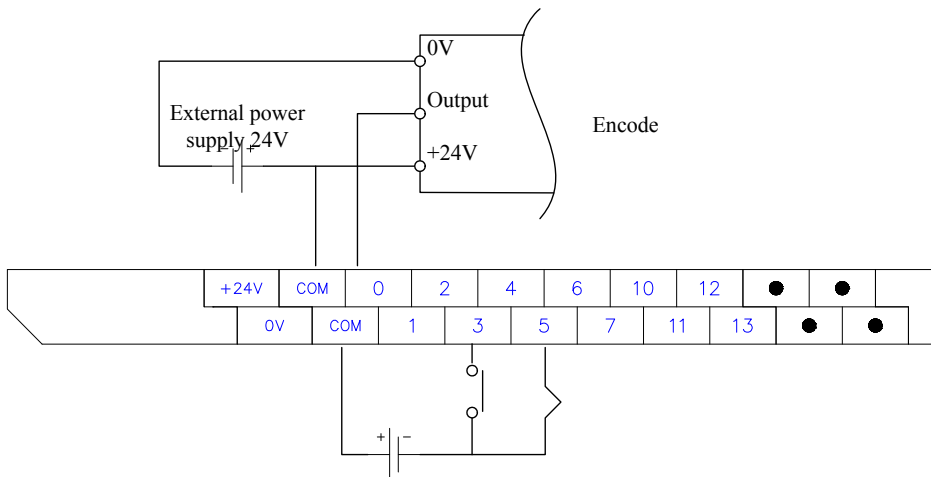 0V
Output
External power
supply 24V
- +
+24V
Encode
+24V COM 0 2 4 6 10 12
0V COM 1 3 5 7 11 13
+ -